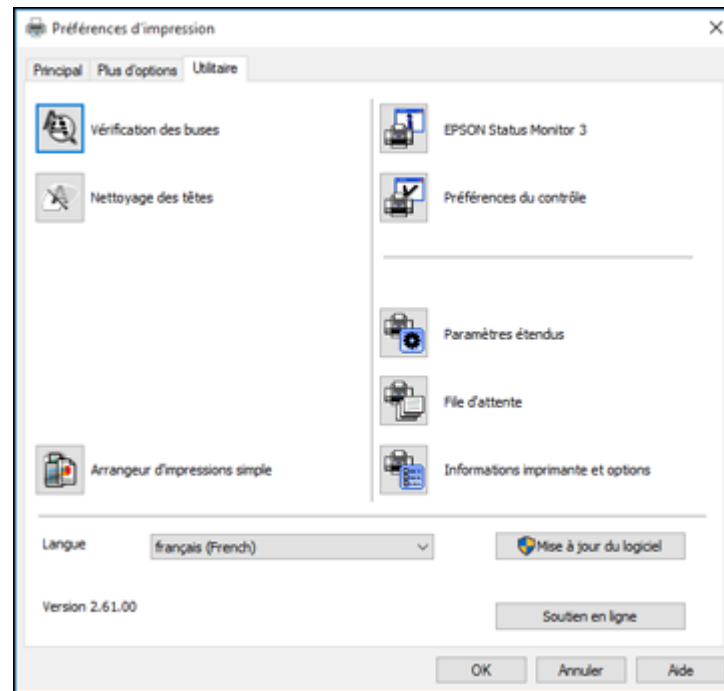 Préférences d'impression
Principal
Plus d'options
Utilitaire
Vérification des buses
EPSON Status Monitor 3
Nettoyage des têtes
Préférences du contrôle
Paramètres étendus
File d'attente
Arrangeur d'impressions simple
Informations imprimante et options
Langue
français (French)
Mise à jour du logiciel
Version 2.61.00
Soutien en ligne
OK
Annuler
Aide